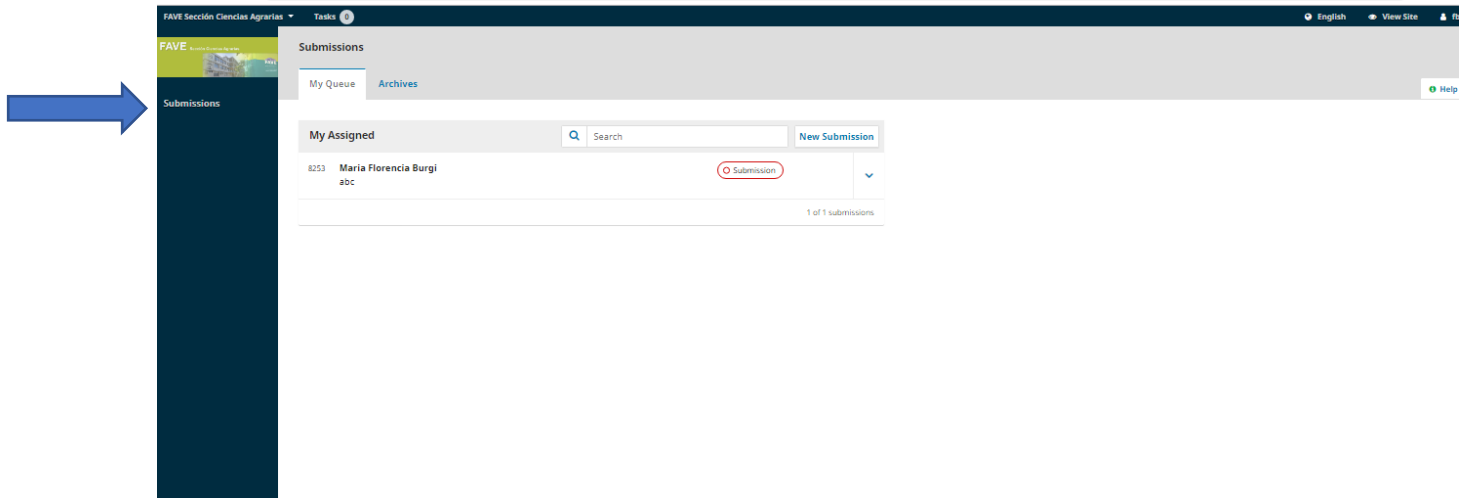 FAVE Sección Ciencias Agrarias Tasks 0 English View Site fb
FAVE
Submissions
Submissions
My Queue Archives
Help
My Assigned Search New Submission
8253 Maria Florencia Burgi Submission
abc
1 of 1 submissions